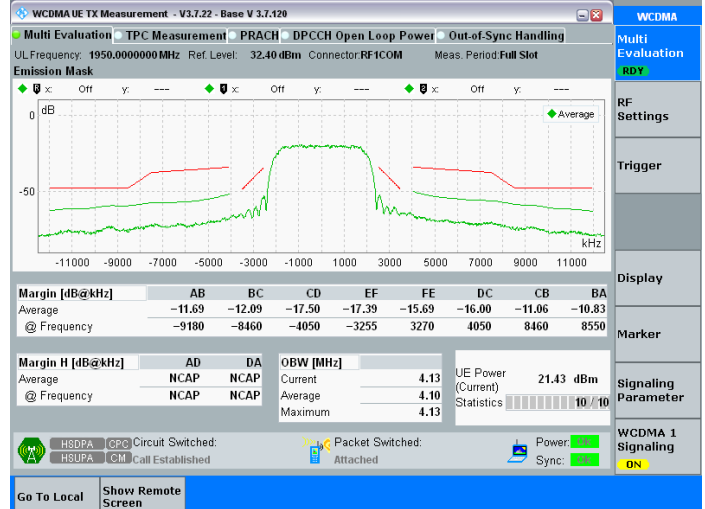 WCDMA UE TX Measurement - V3.7.22 - Base V 3.7.120
WCDMA
Multi Evaluation TPC Measurement PRACH DPCCH Open Loop Power Out-of-Sync Handling
Multi Evaluation
RDY
UL Frequency: 1950.0000000 MHz Ref. Level: 32.40 dBm Connector:RF1COM Meas. Period:Full Slot
Emission Mask
x: Off y: --- x: Off y: --- x: Off y: ---
RF Settings
dB
Average
0
Trigger
-50
kHz
-11000 -9000 -7000 -5000 -3000 -1000 1000 3000 5000 7000 9000 11000
Display
Margin [dB@kHz] AB BC CD EF FE DC CB BA
Average -11.69 -12.09 -17.50 -17.39 -15.69 -16.00 -11.06 -10.83
@ Frequency -9180 -8460 -4050 -3255 3270 4050 8460 8550
Marker
Margin H [dB@kHz] AD DA
Average NCAP NCAP
@ Frequency NCAP NCAP
OBW [MHz]
Current 4.13
Average 4.10
Maximum 4.13
UE Power (Current) 21.43 dBm
Statistics 10 / 10
Signaling Parameter
HSDPA CPC Circuit Switched:
HSUPA CM Call Established
Packet Switched:
Attached
Power:
Sync:
WCDMA 1 Signaling
ON
Go To Local
Show Remote Screen